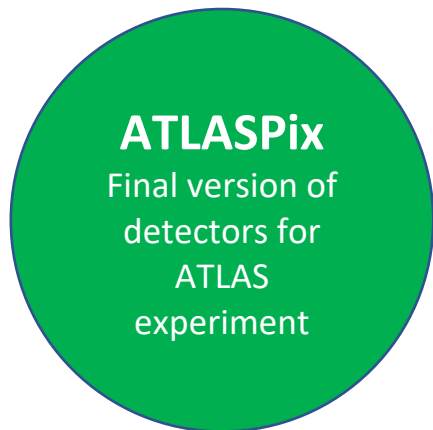 ATLASPix
Final version of
detectors for
ATLAS
experiment